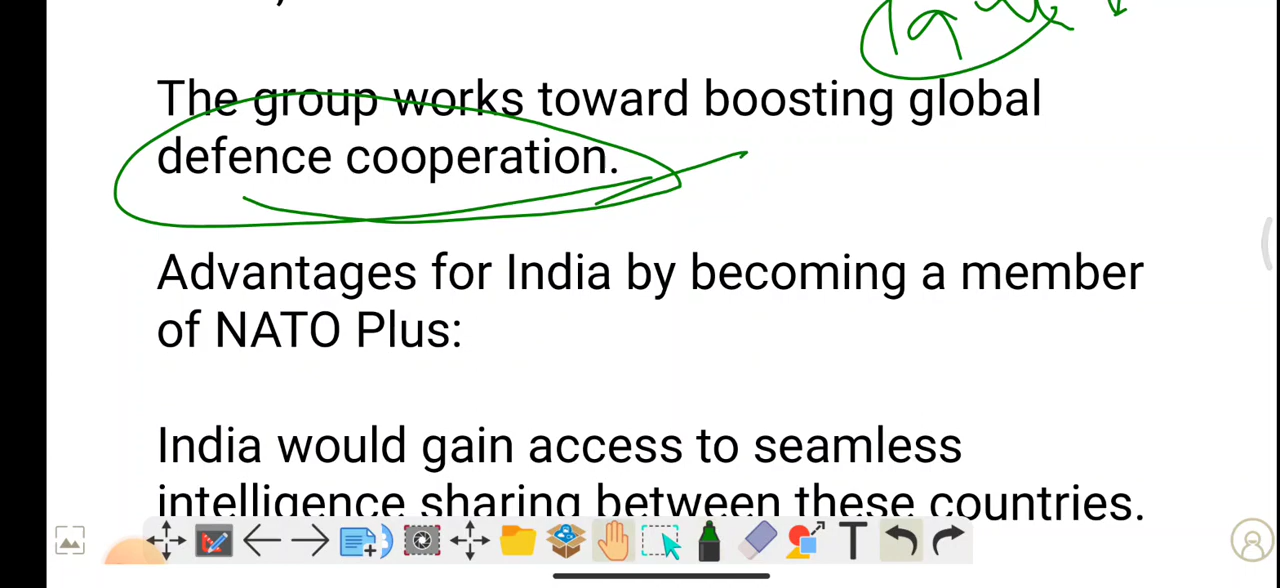 The group works toward boosting global
defence cooperation.
Advantages for India by becoming a member
of NATO Plus:
India would gain access to seamless
intelligence sharing between these countries.
T